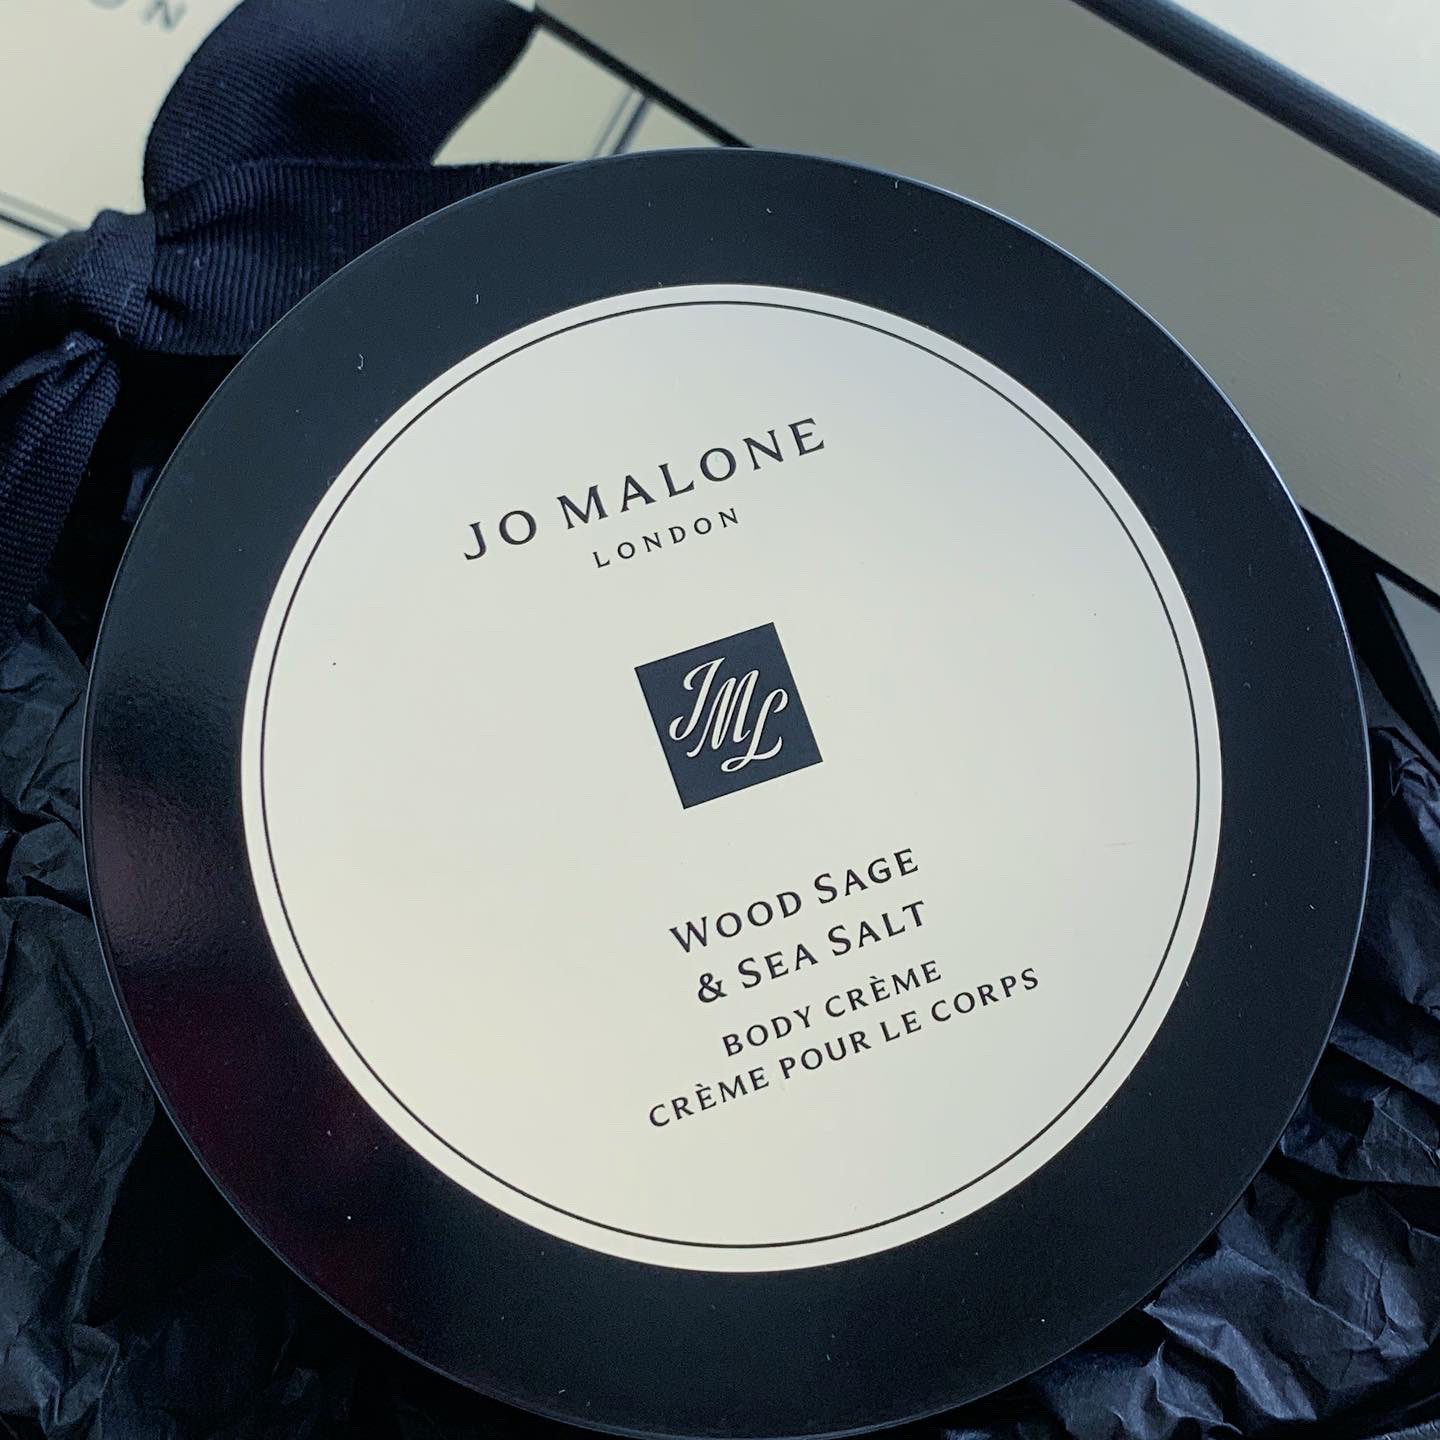 JO MALONE
LONDON
JML
WOOD SAGE
& SEA SALT
BODY CRÈME
CRÈME POUR LE CORPS